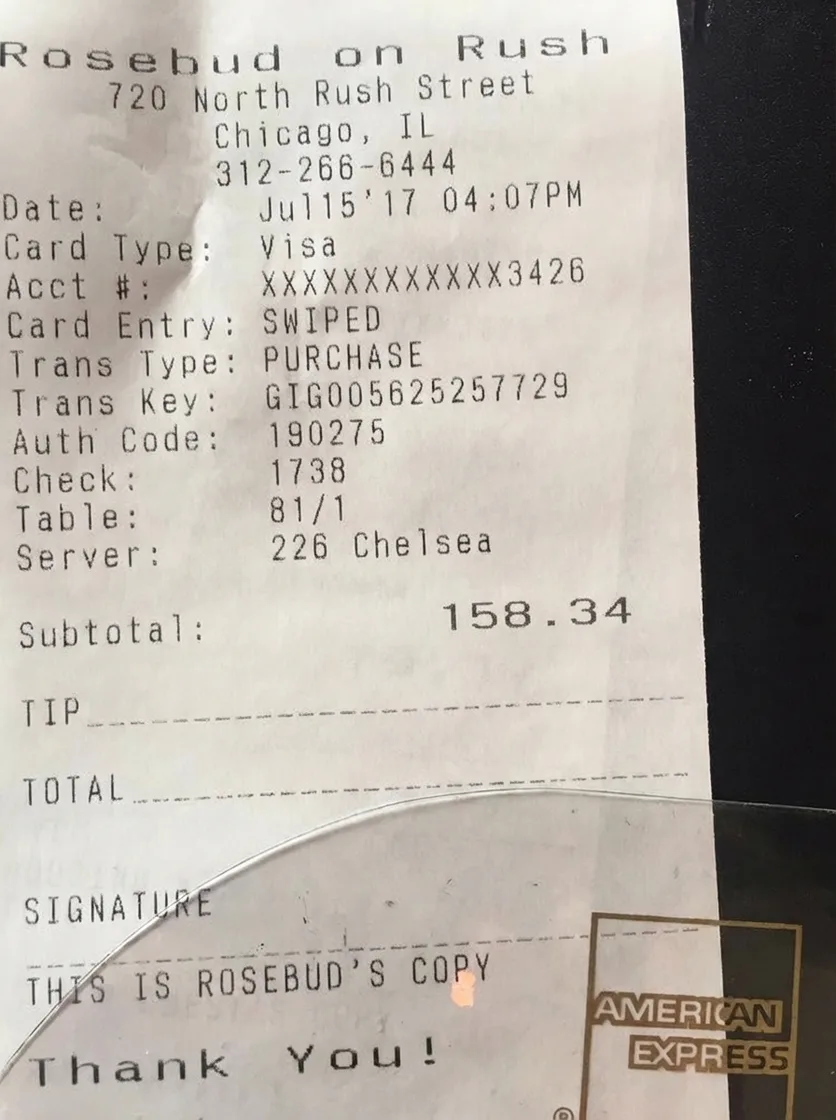 Rosebud on Rush
720 North Rush Street
Chicago, IL
312-266-6444
Date: Jul15'17 04:07PM
Card Type: Visa
Acct #: XXXXXXXXXXXX3426
Card Entry: SWIPED
Trans Type: PURCHASE
Trans Key: GIG005625257729
Auth Code: 190275
Check: 1738
Table: 81/1
Server: 226 Chelsea
Subtotal: 158.34
TIP
TOTAL
SIGNATURE
THIS IS ROSEBUD'S COPY
Thank You!
AMERICAN
EXPRESS
®